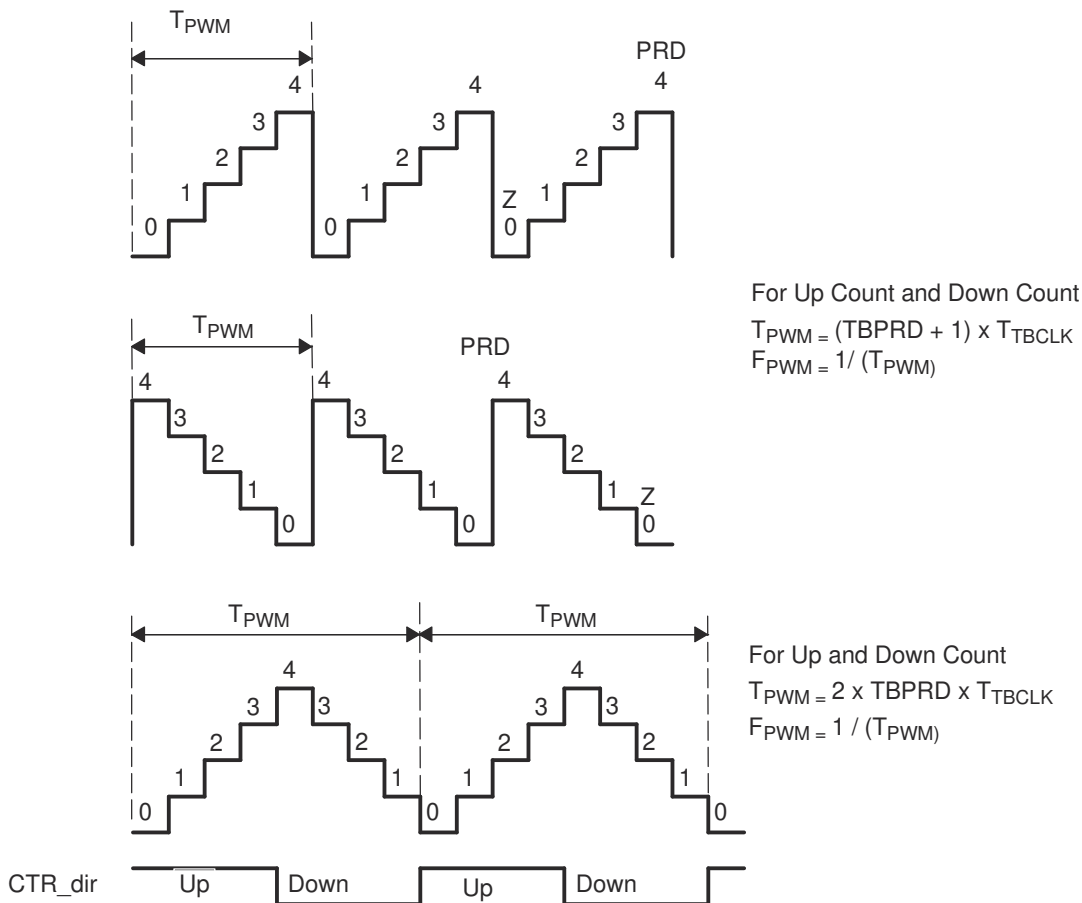 T_PWM
PRD
4
4
4
3
3
3
2
2
2
1
1
Z
1
0
0
0
For Up Count and Down Count
T_PWM = (TBPRD + 1) x T_TBCLK
F_PWM = 1/ (T_PWM)
T_PWM
PRD
4
4
4
3
3
3
2
2
2
1
1
1
Z
0
0
0
T_PWM
T_PWM
For Up and Down Count
T_PWM = 2 x TBPRD x T_TBCLK
F_PWM = 1 / (T_PWM)
4
4
3
3
3
3
2
2
2
2
1
1
1
1
0
0
0
CTR_dir
Up
Down
Up
Down